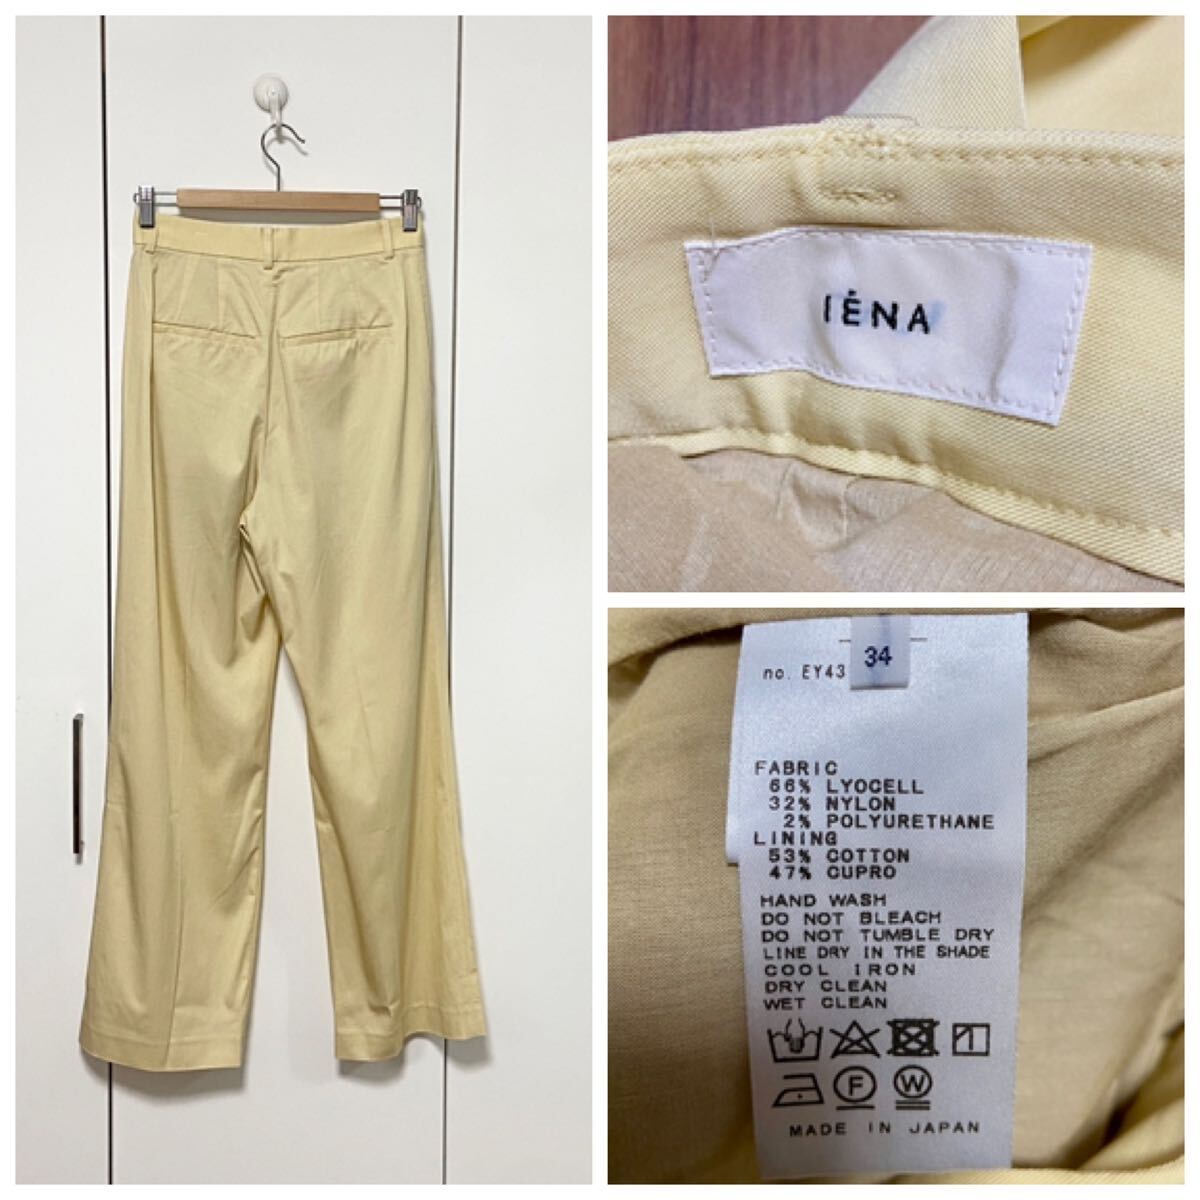 IÉNA
34
no. EY43
FABRIC
66% LYOCELL
32% NYLON
2% POLYURETHANE
LINING
53% COTTON
47% CUPRO
HAND WASH
DO NOT BLEACH
DO NOT TUMBLE DRY
LINE DRY IN THE SHADE
COOL IRON
DRY CLEAN
WET CLEAN
F W
MADE IN JAPAN